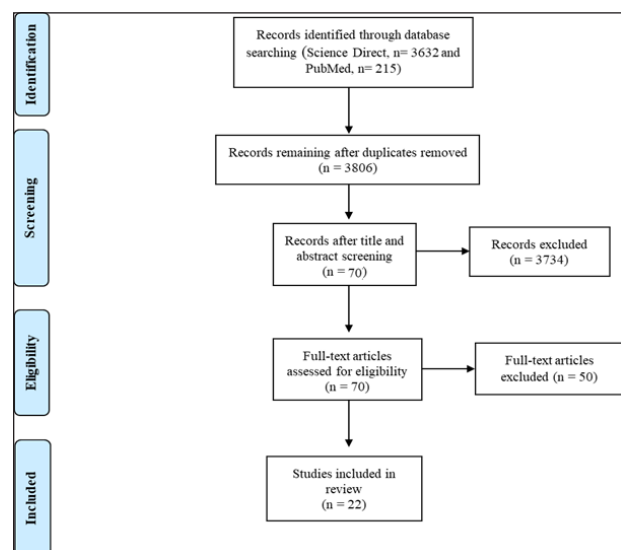 Identification
Records identified through database
searching (Science Direct, n= 3632 and
PubMed, n= 215)
Screening
Records remaining after duplicates removed
(n = 3806)
Records after title and
abstract screening
(n = 70)
Records excluded
(n = 3734)
Eligibility
Full-text articles
assessed for eligibility
(n = 70)
Full-text articles
excluded (n = 50)
Included
Studies included in
review
(n = 22)